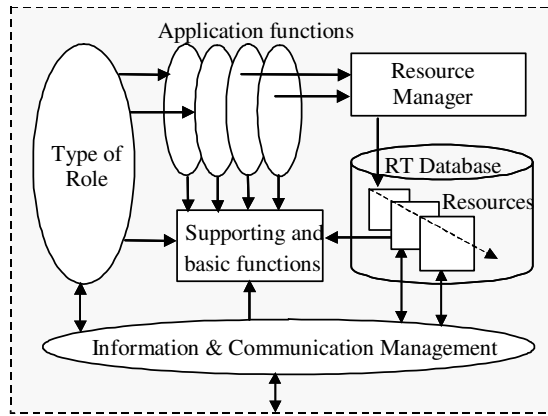 Application functions
Resource
Manager
Type of
Role
RT Database
Resources
Supporting and
basic functions
Information & Communication Management